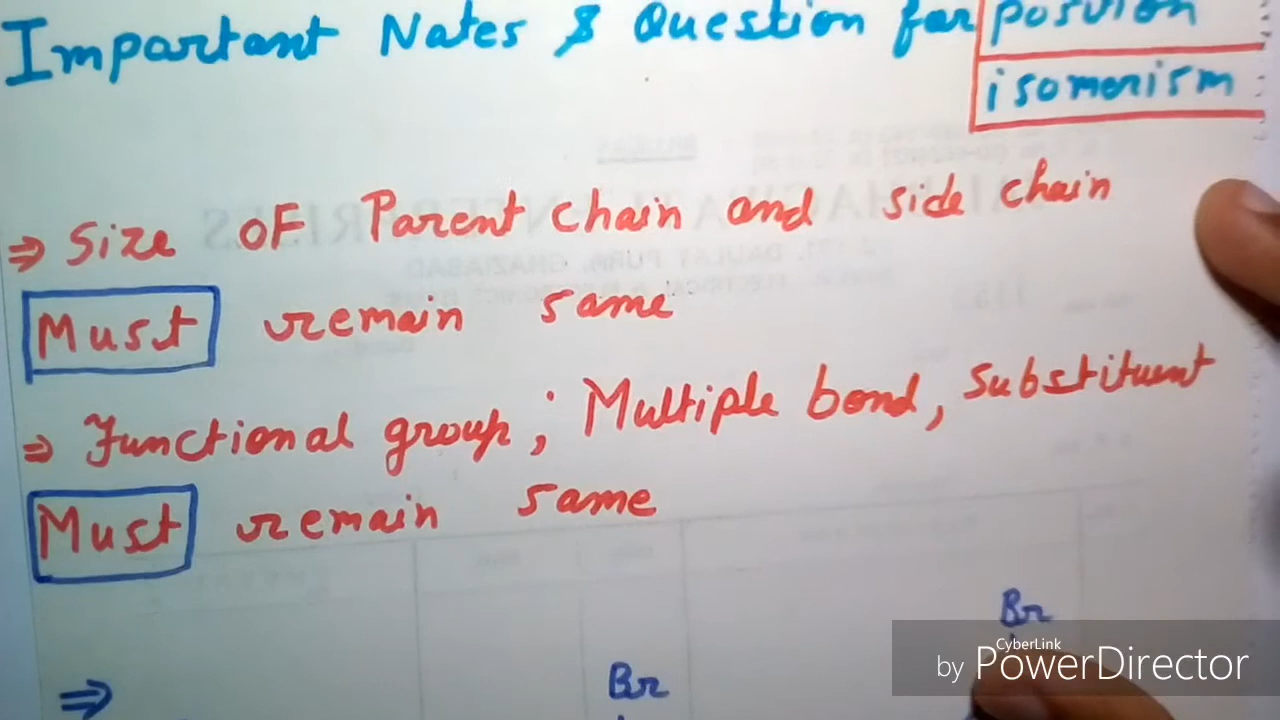 Important Notes & Question for position
isomerism
⇒ Size of Parent chain and side chain
Must remain same
⇒ Functional group; Multiple bond, Substituent
Must remain same
Br
⇒ Br
CyberLink
by PowerDirector